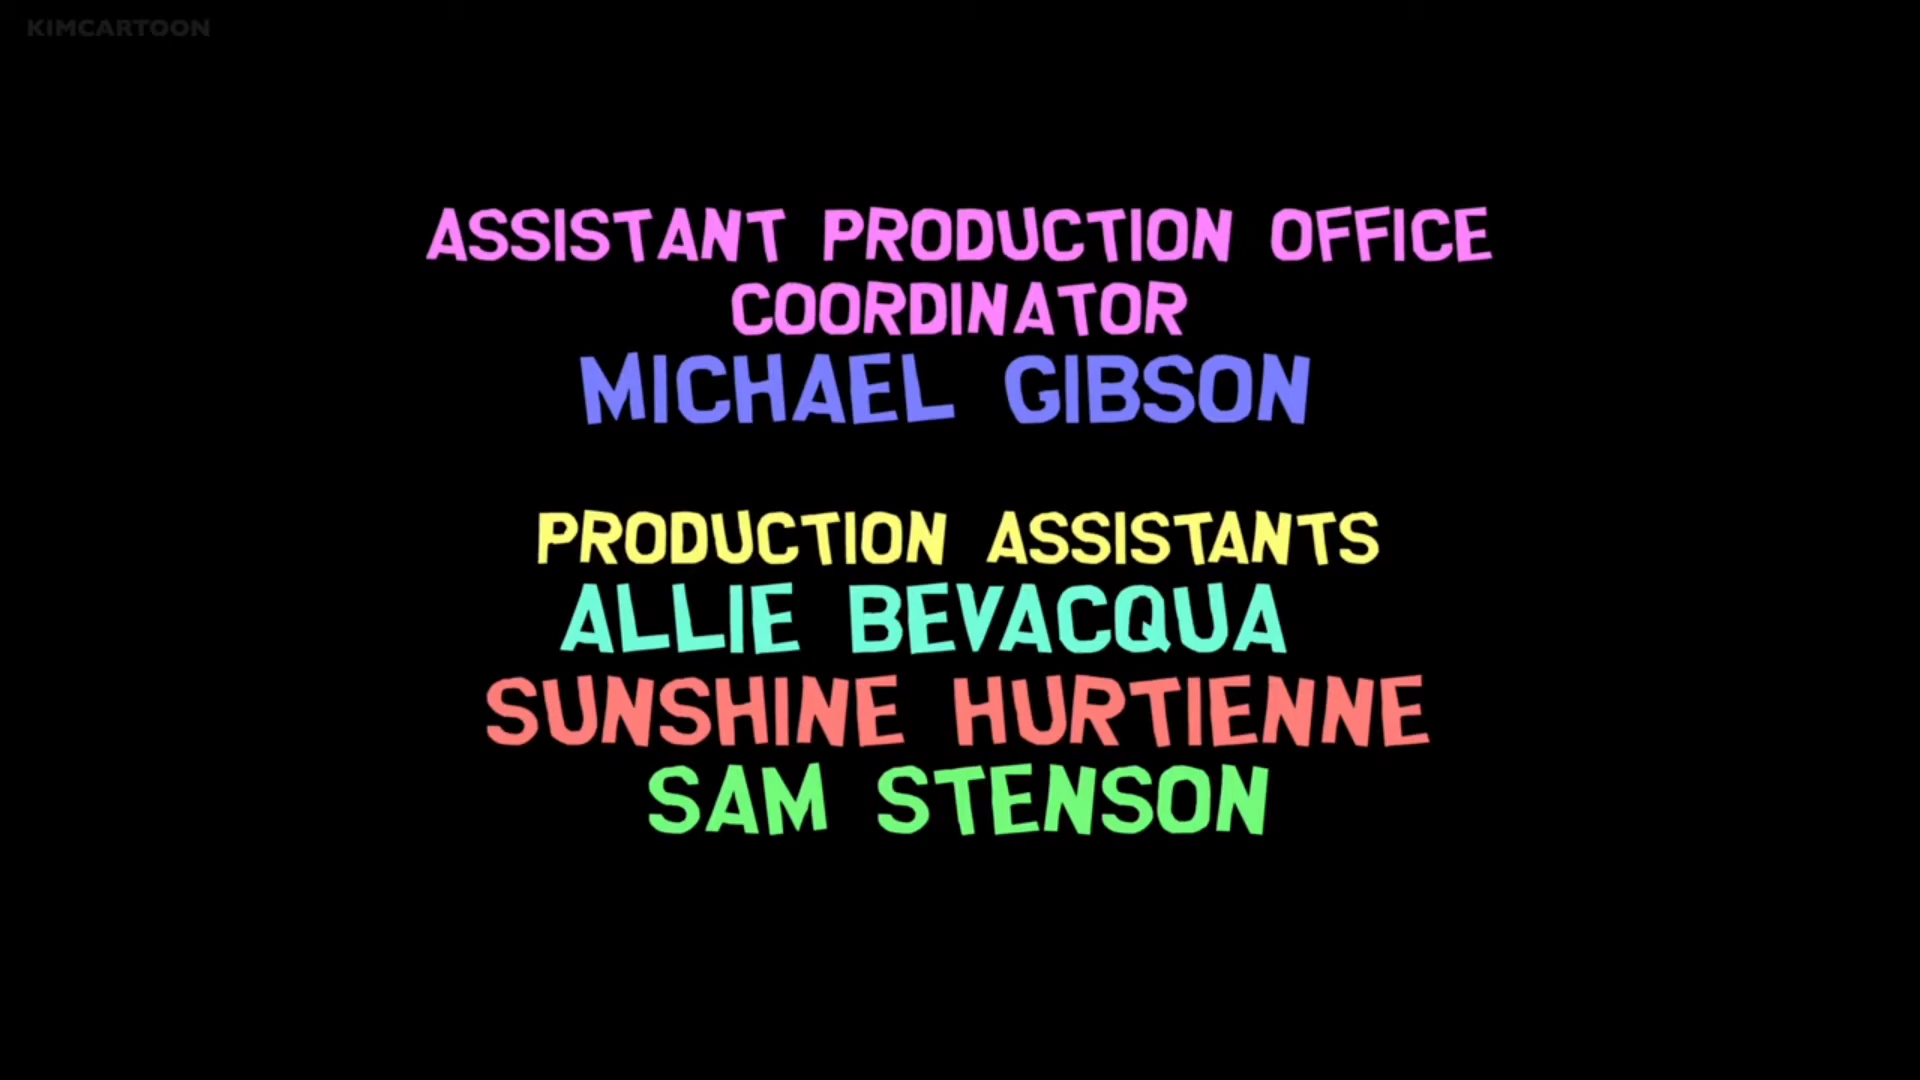 KIMCARTOON
ASSISTANT PRODUCTION OFFICE
COORDINATOR
MICHAEL GIBSON
PRODUCTION ASSISTANTS
ALLIE BEVACQUA
SUNSHINE HURTIENNE
SAM STENSON